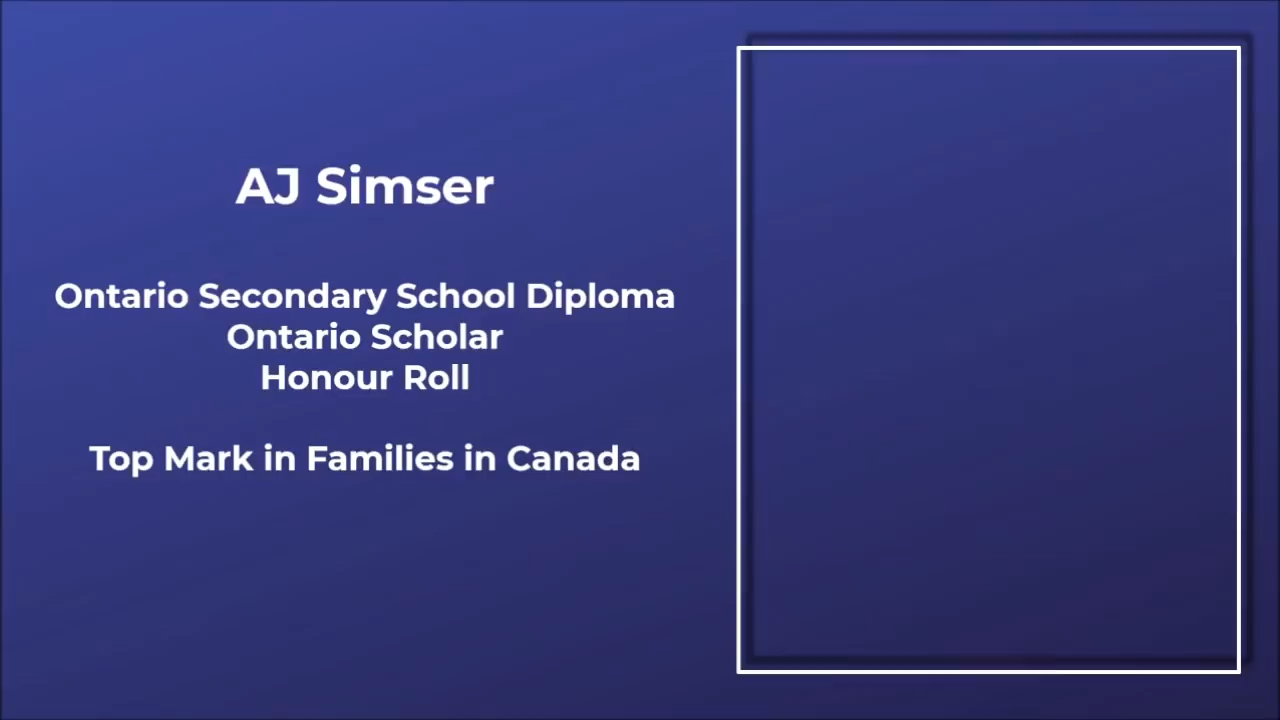 AJ Simser
Ontario Secondary School Diploma
Ontario Scholar
Honour Roll
Top Mark in Families in Canada